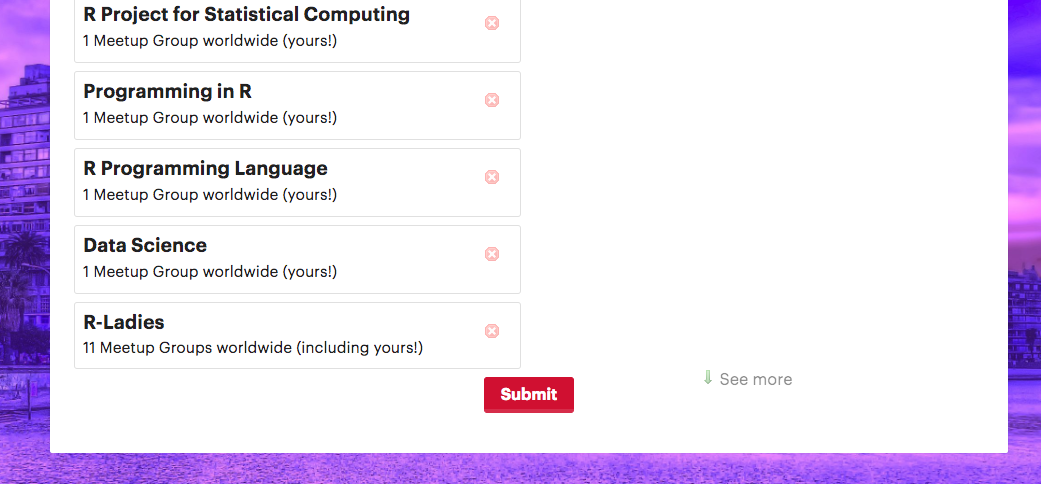 R Project for Statistical Computing
1 Meetup Group worldwide (yours!)
Programming in R
1 Meetup Group worldwide (yours!)
R Programming Language
1 Meetup Group worldwide (yours!)
Data Science
1 Meetup Group worldwide (yours!)
R-Ladies
11 Meetup Groups worldwide (including yours!)
See more
Submit